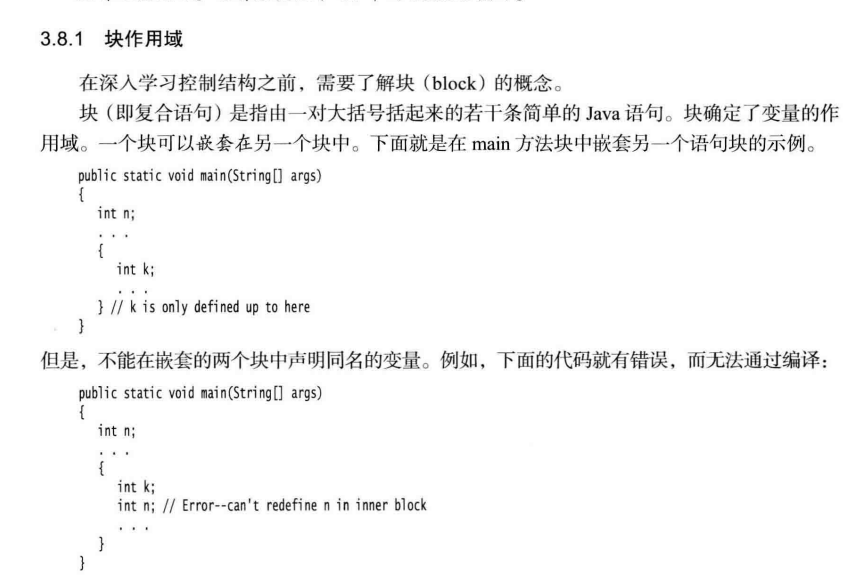 3.8.1 块作用域
在深入学习控制结构之前，需要了解块（block）的概念。
块（即复合语句）是指由一对大括号括起来的若干条简单的 Java 语句。块确定了变量的作
用域。一个块可以嵌套在另一个块中。下面就是在 main 方法块中嵌套另一个语句块的示例。
public static void main(String[] args)
{
int n;
. . .
{
int k;
. . .
} // k is only defined up to here
}
但是，不能在嵌套的两个块中声明同名的变量。例如，下面的代码就有错误，而无法通过编译：
public static void main(String[] args)
{
int n;
. . .
{
int k;
int n; // Error--can't redefine n in inner block
. . .
}
}